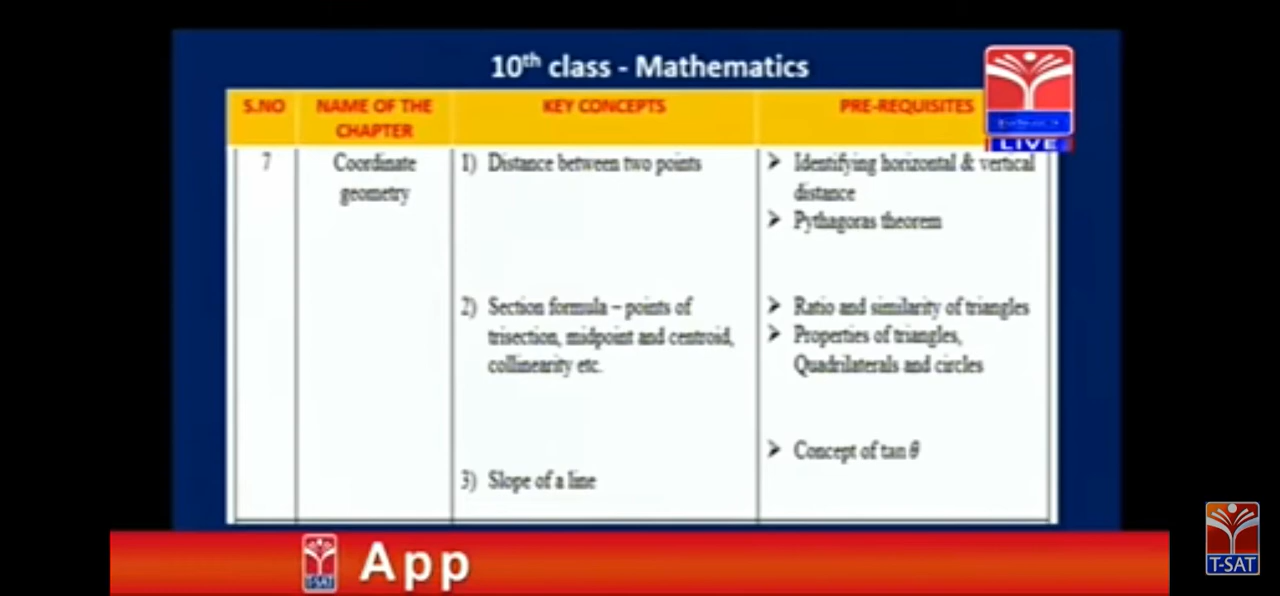 10th class - Mathematics
S.NO
NAME OF THE
CHAPTER
KEY CONCEPTS
PRE-REQUISITES
LIVE
7
Coordinate
geometry
1) Distance between two points
➤ Identifying horizontal & vertical
distance
➤ Pythagoras theorem
2) Section formula – points of
trisection, midpoint and centroid,
collinearity etc.
➤ Ratio and similarity of triangles
➤ Properties of triangles,
Quadrilaterals and circles
3) Slope of a line
➤ Concept of tan θ
T-SAT
App
T-SAT